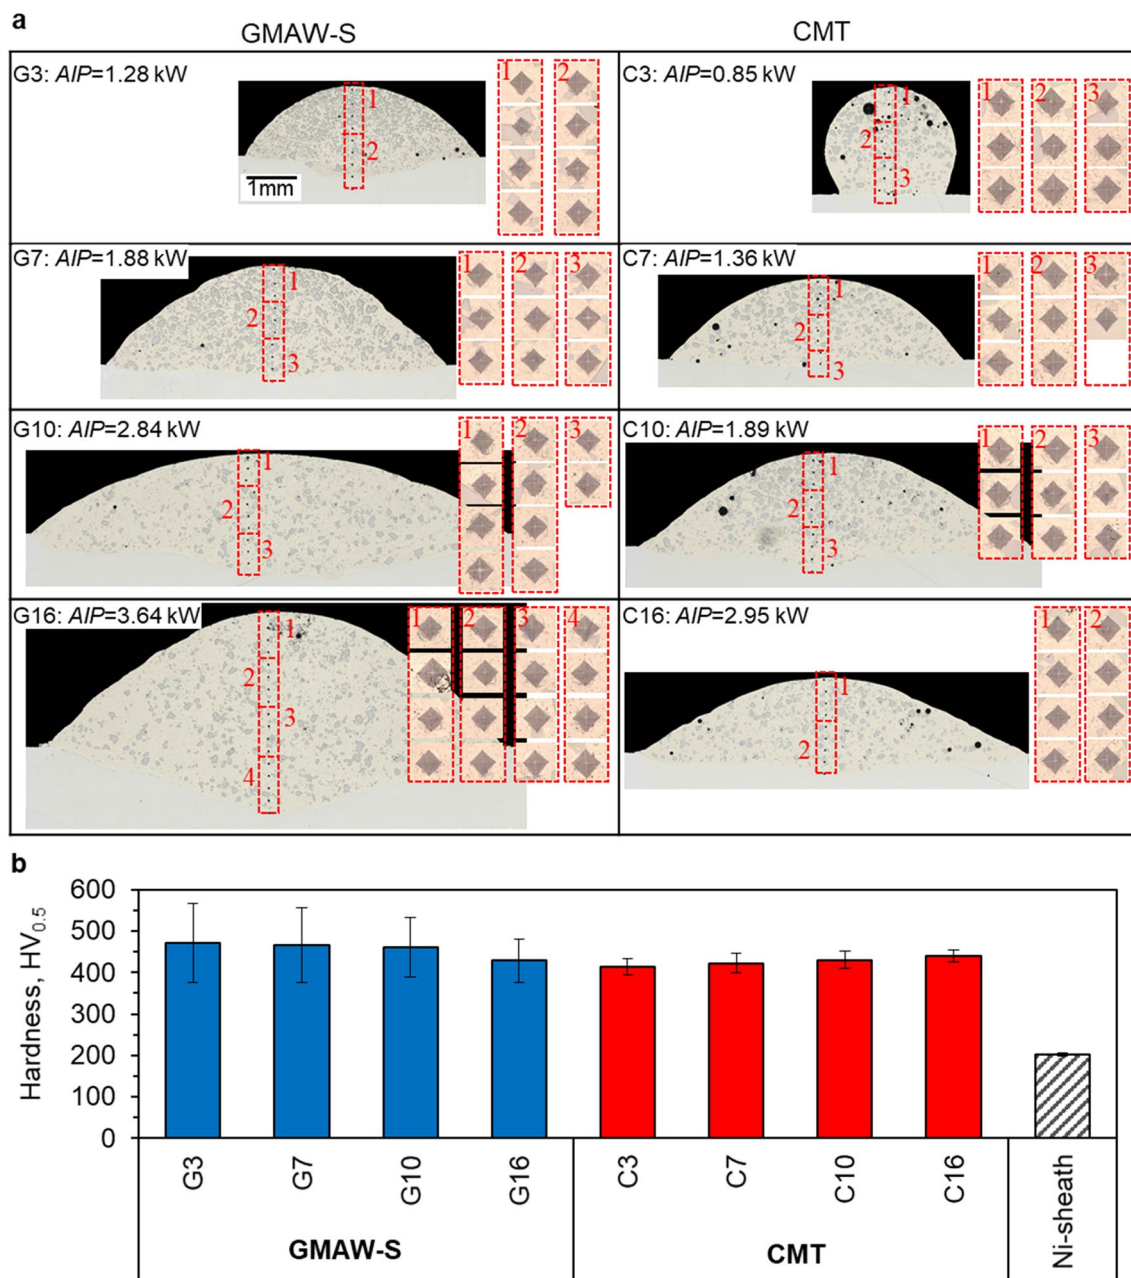 a
GMAW-S
CMT
G3: AIP=1.28 kW
1
2
1mm
1
2
C3: AIP=0.85 kW
1
2
3
1
2
3
G7: AIP=1.88 kW
1
2
3
1
2
3
C7: AIP=1.36 kW
1
2
3
1
2
3
G10: AIP=2.84 kW
1
2
3
1
2
3
C10: AIP=1.89 kW
1
2
3
1
2
3
G16: AIP=3.64 kW
1
2
3
4
1
2
3
4
C16: AIP=2.95 kW
1
2
1
2
b
Hardness, HV0.5
600
500
400
300
200
100
0
G3
G7
G10
G16
C3
C7
C10
C16
Ni-sheath
GMAW-S
CMT